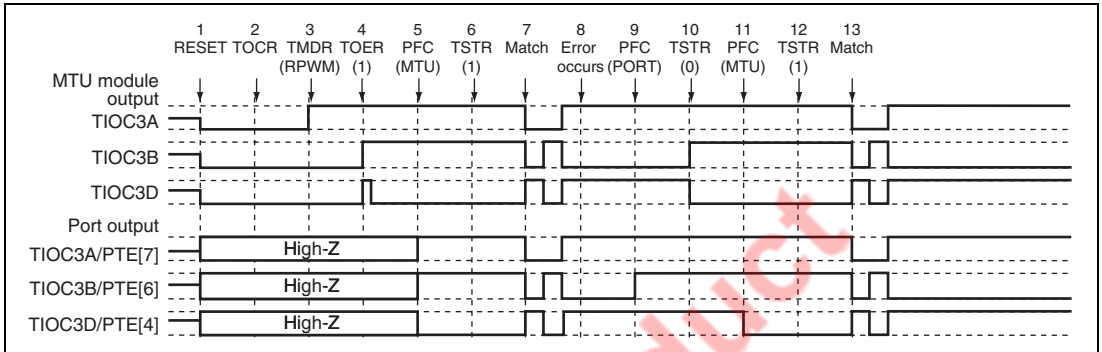 1 2 3 4 5 6 7 8 9 10 11 12 13
RESET TOCR TMDR TOER PFC TSTR Match Error PFC TSTR PFC TSTR Match
(RPWM) (1) (MTU) (1) occurs (PORT) (0) (MTU) (1)
MTU module
output
TIOC3A
TIOC3B
TIOC3D
Port output
TIOC3A/PTE[7] High-Z
TIOC3B/PTE[6] High-Z
TIOC3D/PTE[4] High-Z
duct